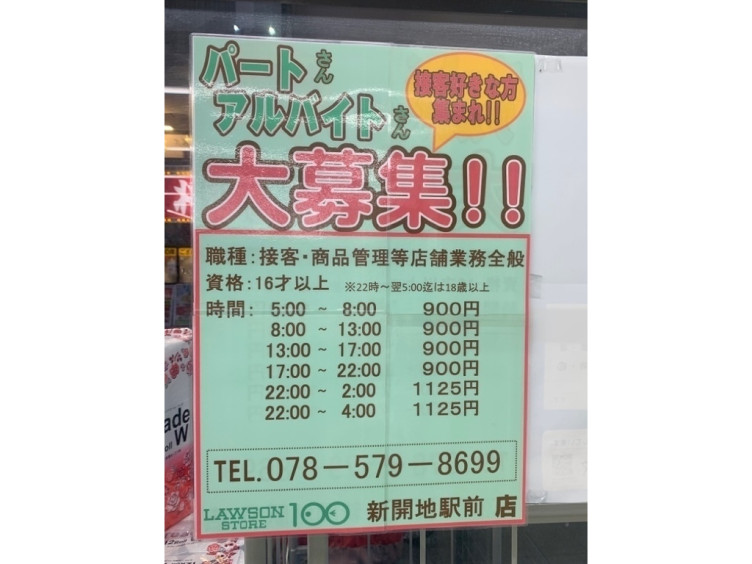 パートさん
アルバイトさん
接客好きな方
集まれ!!
大募集!!
職種:接客・商品管理等店舗業務全般
資格:16才以上 ※22時~翌5:00迄は18歳以上
時間: 5:00 ~ 8:00 900円
8:00 ~ 13:00 900円
13:00 ~ 17:00 900円
17:00 ~ 22:00 900円
22:00 ~ 2:00 1125円
22:00 ~ 4:00 1125円
TEL.078-579-8699
LAWSON STORE 100 新開地駅前 店
ade
W